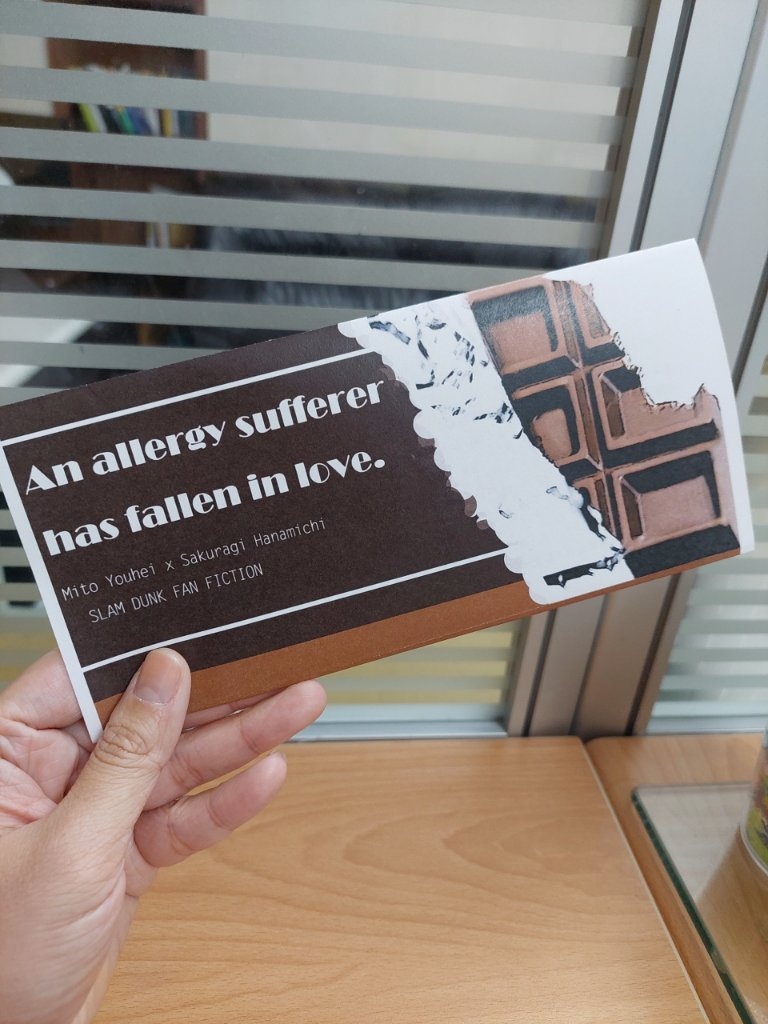 An allergy sufferer
has fallen in love.
Mito Youhei x Sakuragi Hanamichi
SLAM DUNK FAN FICTION